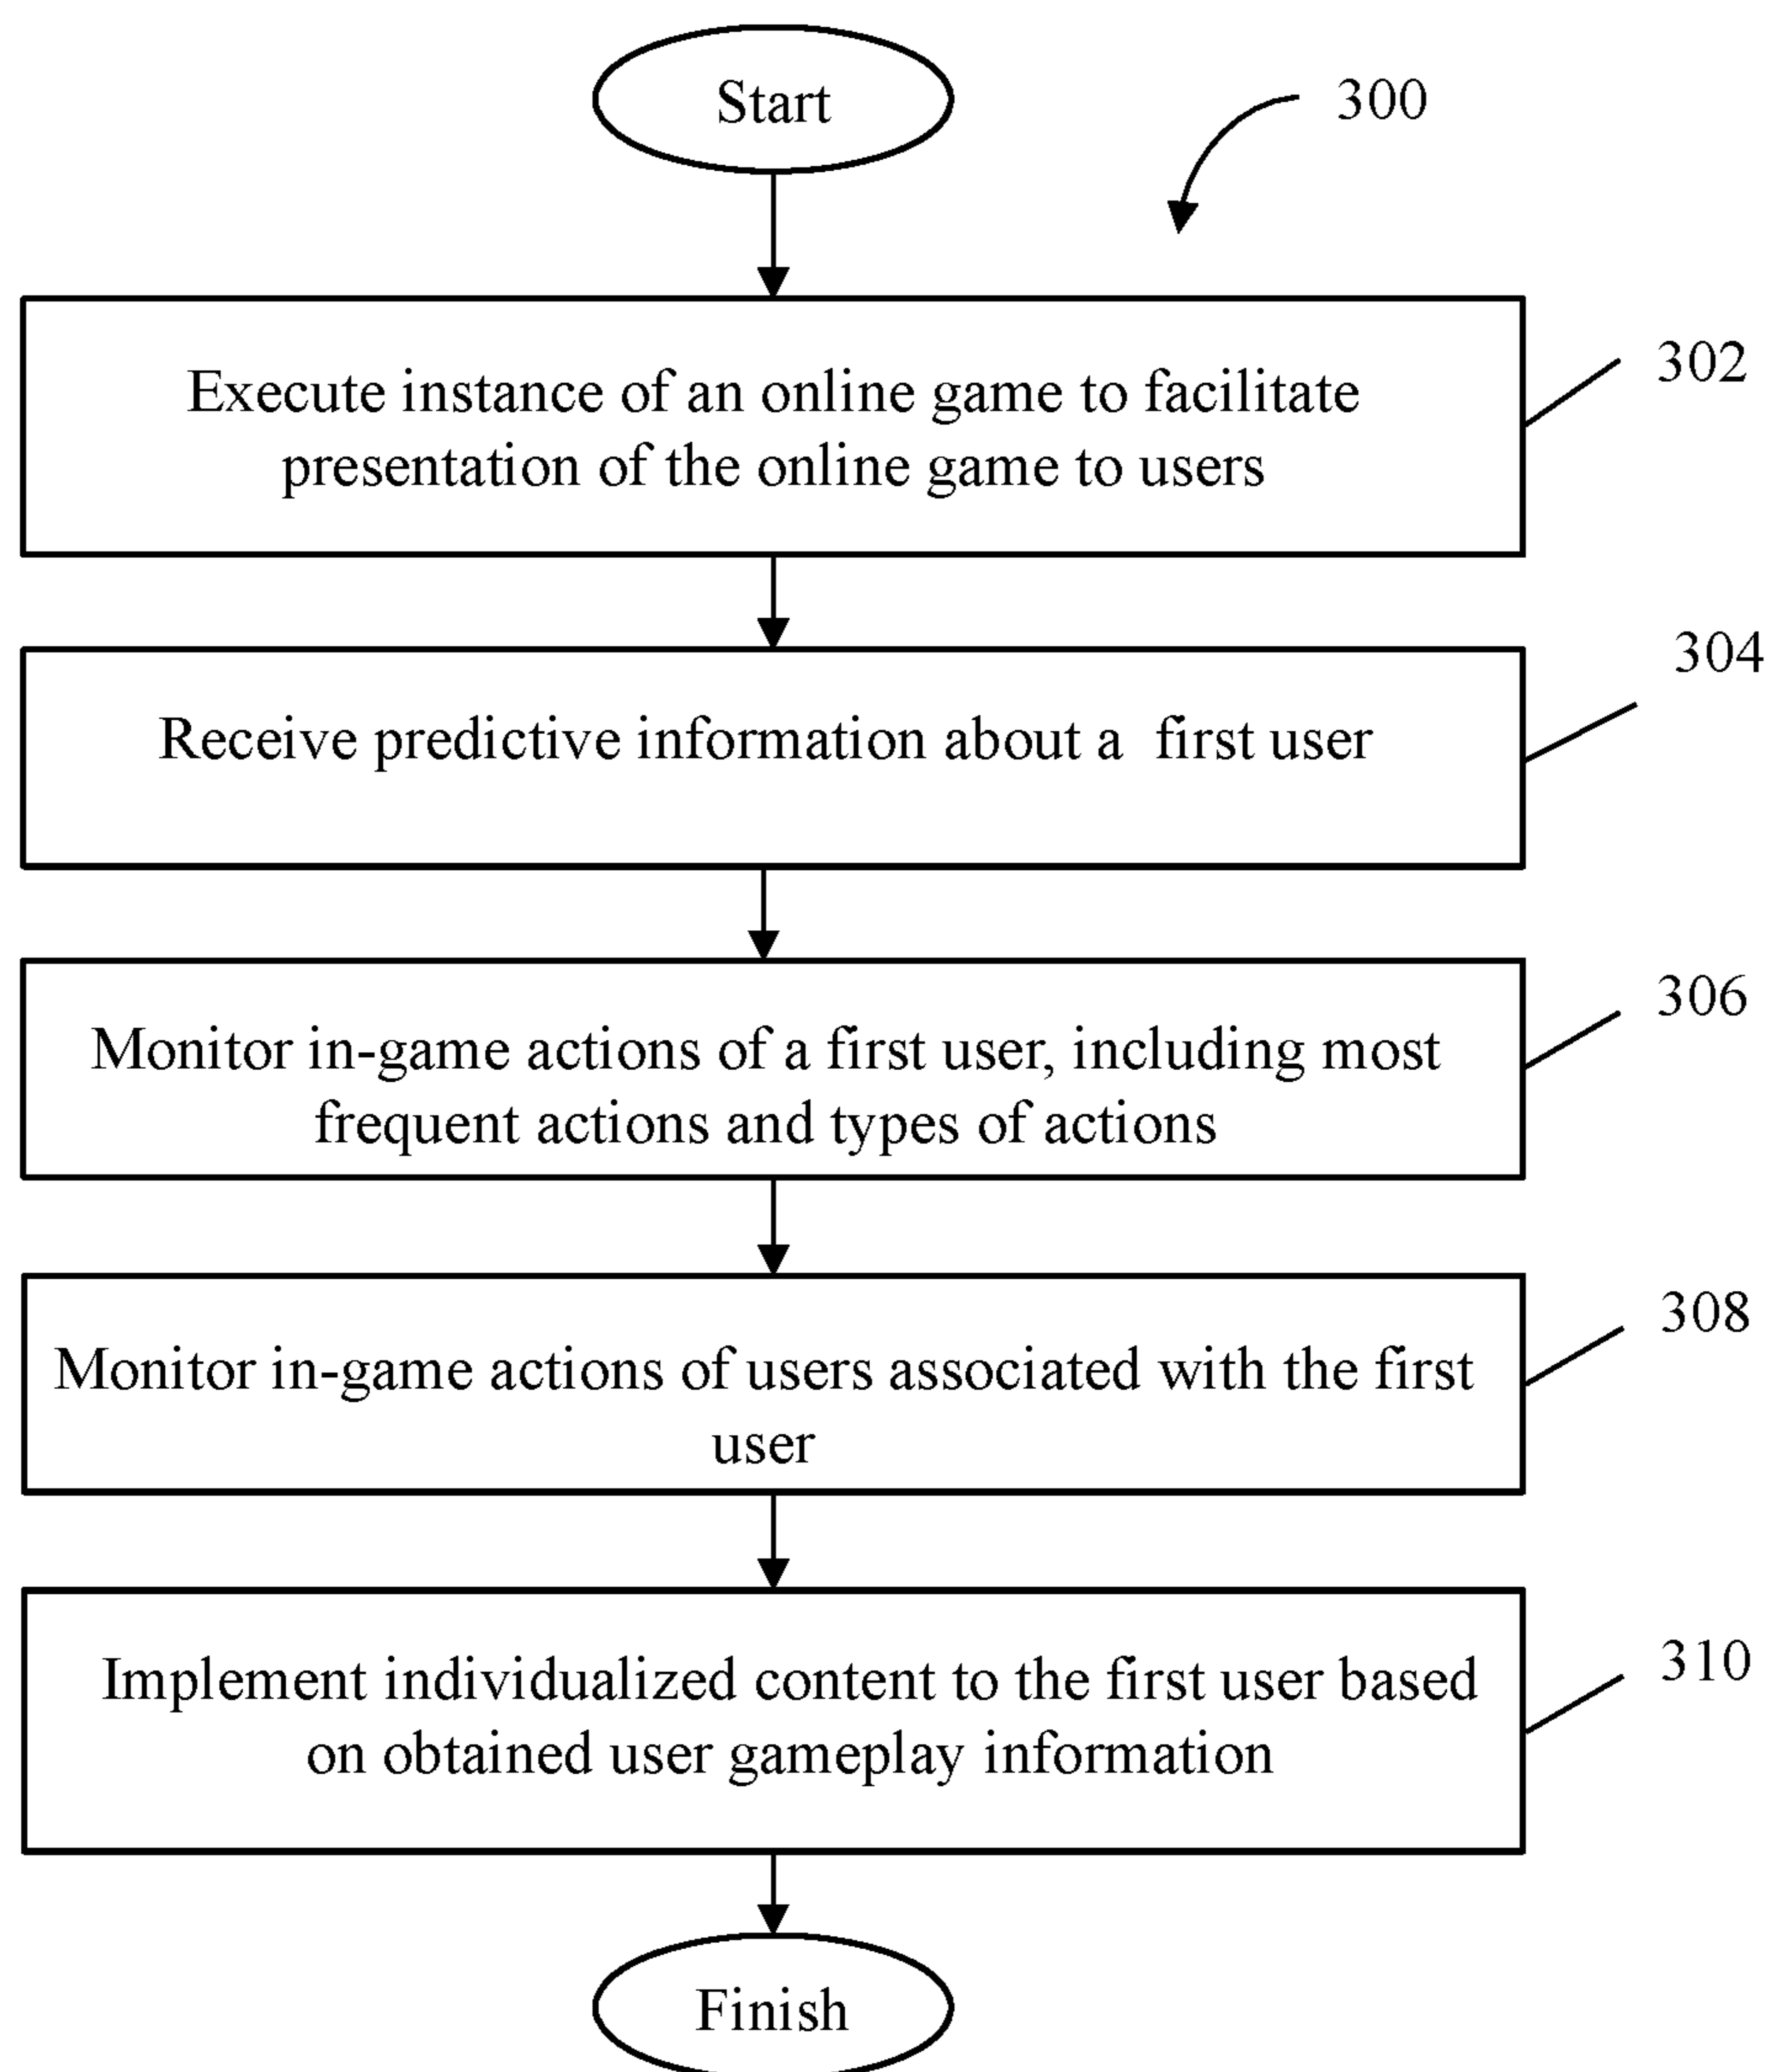 Start
300
Execute instance of an online game to facilitate
presentation of the online game to users
302
Receive predictive information about a first user
304
Monitor in-game actions of a first user, including most
frequent actions and types of actions
306
Monitor in-game actions of users associated with the first
user
308
Implement individualized content to the first user based
on obtained user gameplay information
310
Finish